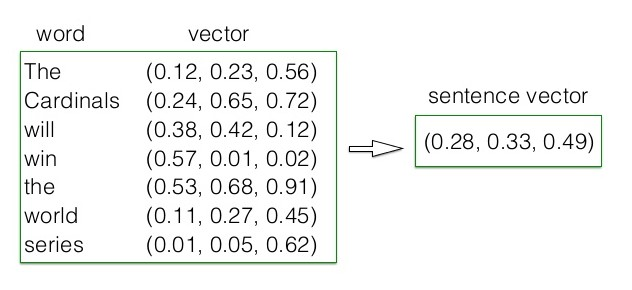 word vector
The (0.12, 0.23, 0.56)
Cardinals (0.24, 0.65, 0.72)
will (0.38, 0.42, 0.12)
win (0.57, 0.01, 0.02)
the (0.53, 0.68, 0.91)
world (0.11, 0.27, 0.45)
series (0.01, 0.05, 0.62)
sentence vector
(0.28, 0.33, 0.49)